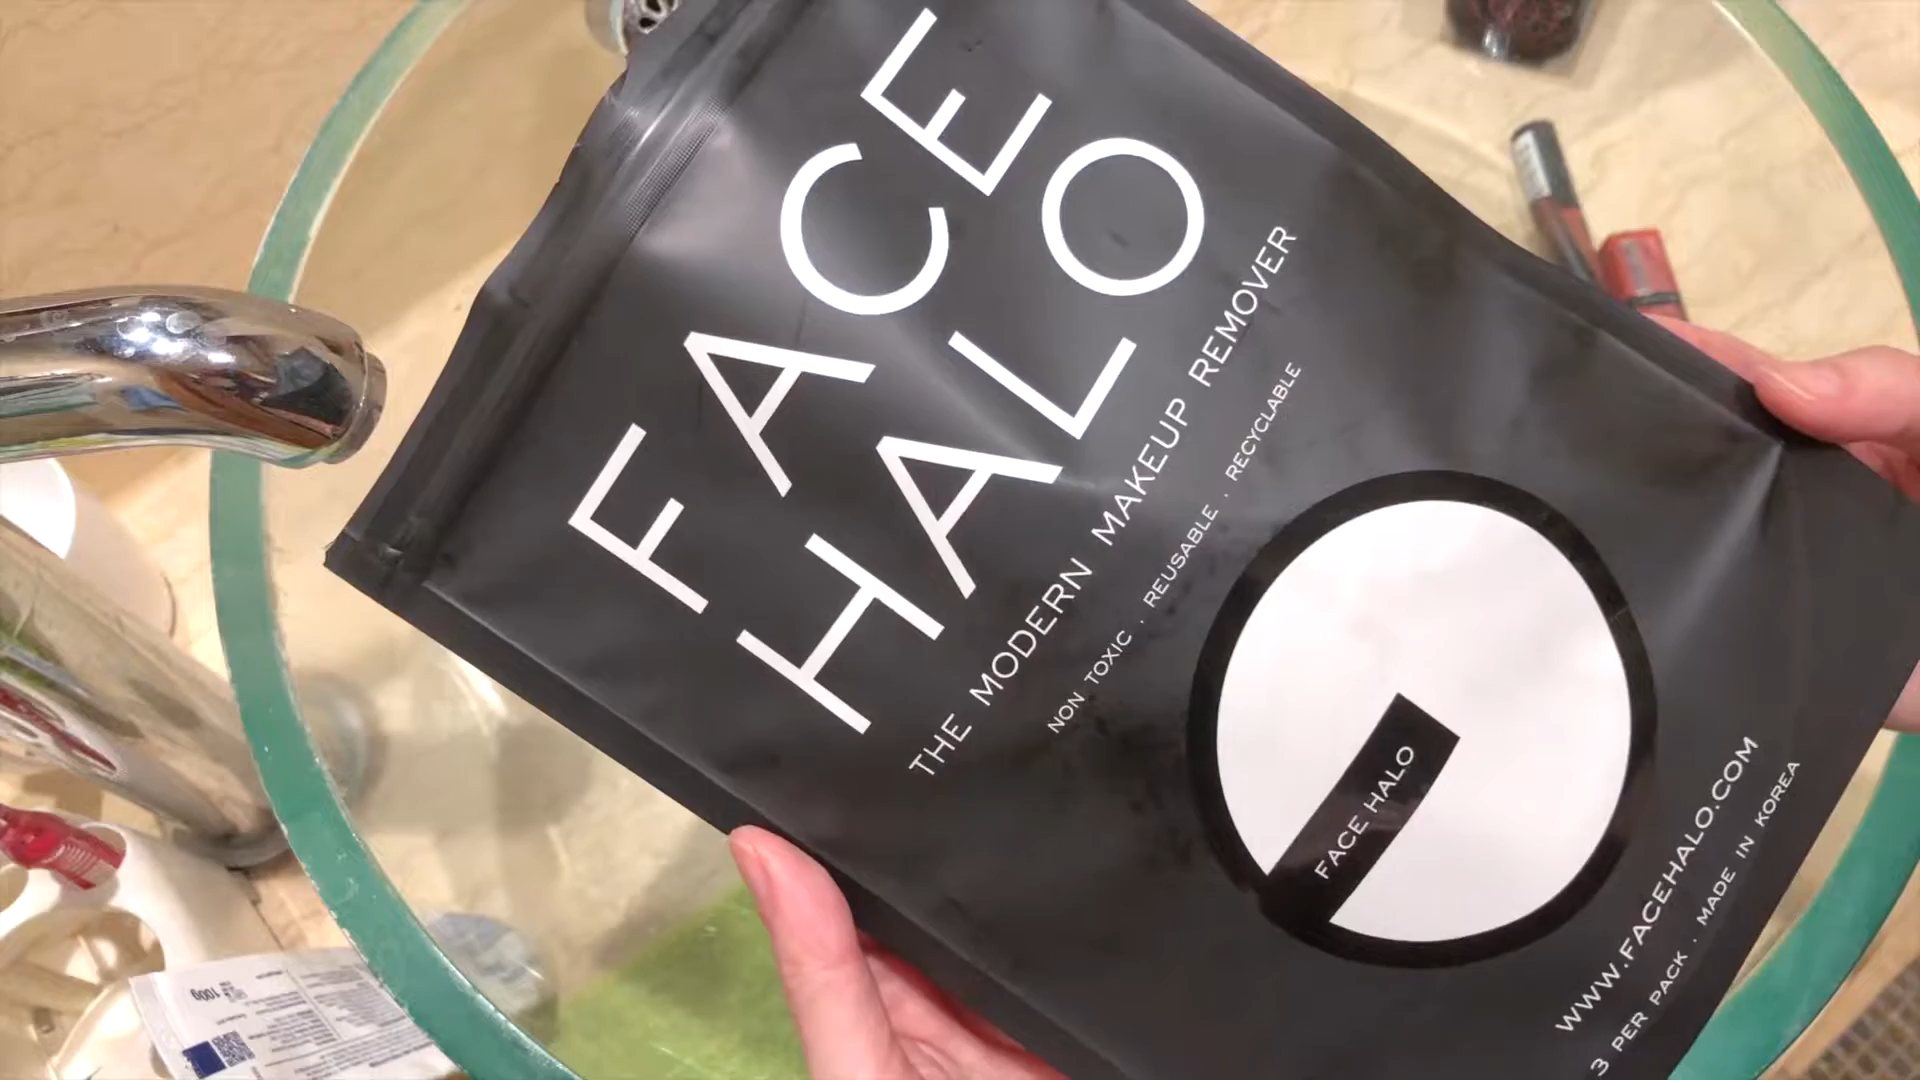 FACE
HALO
THE MODERN MAKEUP REMOVER
NON TOXIC . REUSABLE . RECYCLABLE
FACE HALO
WWW.FACEHALO.COM
3 PER PACK . MADE IN KOREA
100g